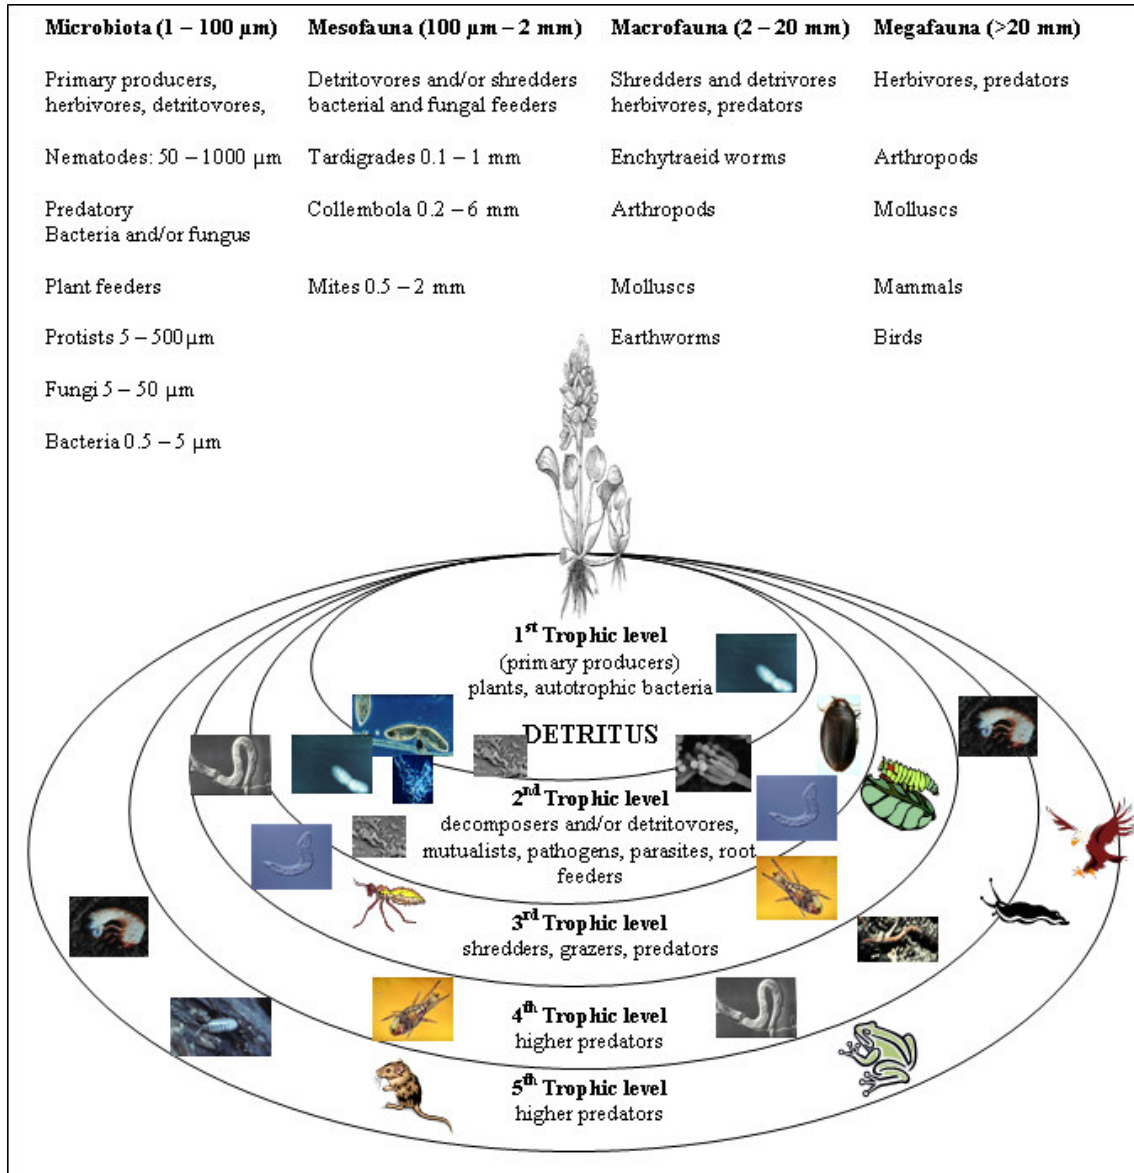 Microbiota (1 – 100 µm)
Primary producers,
herbivores, detritovores,
Nematodes: 50 – 1000 µm
Predatory
Bacteria and/or fungus
Plant feeders
Protists 5 – 500 µm
Fungi 5 – 50 µm
Bacteria 0.5 – 5 µm
Mesofauna (100 µm – 2 mm)
Detritovores and/or shredders
bacterial and fungal feeders
Tardigrades 0.1 – 1 mm
Collembola 0.2 – 6 mm
Mites 0.5 – 2 mm
Macrofauna (2 – 20 mm)
Shredders and detrivores
herbivores, predators
Enchytraeid worms
Arthropods
Molluscs
Earthworms
Megafauna (>20 mm)
Herbivores, predators
Arthropods
Molluscs
Mammals
Birds
1st Trophic level
(primary producers)
plants, autotrophic bacteria
DETRITUS
2nd Trophic level
decomposers and/or detritovores,
mutualists, pathogens, parasites, root
feeders
3rd Trophic level
shredders, grazers, predators
4th Trophic level
higher predators
5th Trophic level
higher predators